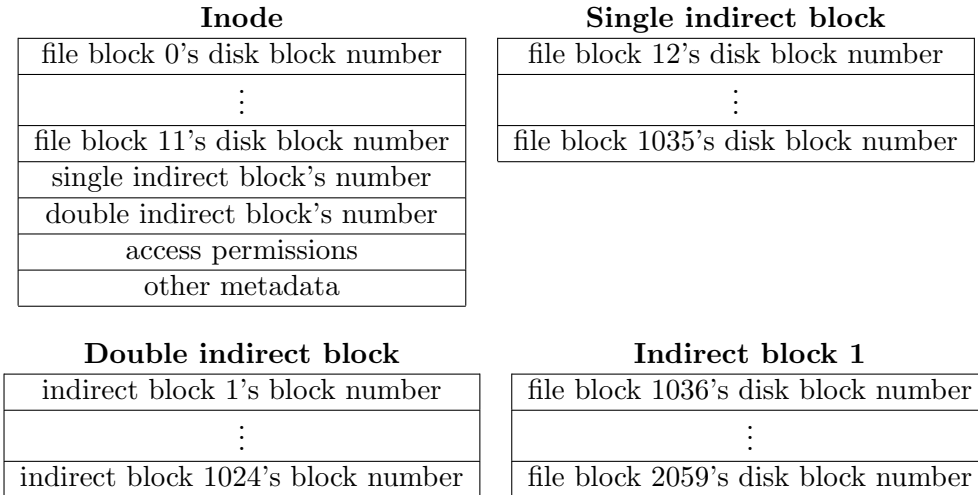 Inode
file block 0's disk block number
⋮
file block 11's disk block number
single indirect block's number
double indirect block's number
access permissions
other metadata
Single indirect block
file block 12's disk block number
⋮
file block 1035's disk block number
Double indirect block
indirect block 1's block number
⋮
indirect block 1024's block number
Indirect block 1
file block 1036's disk block number
⋮
file block 2059's disk block number